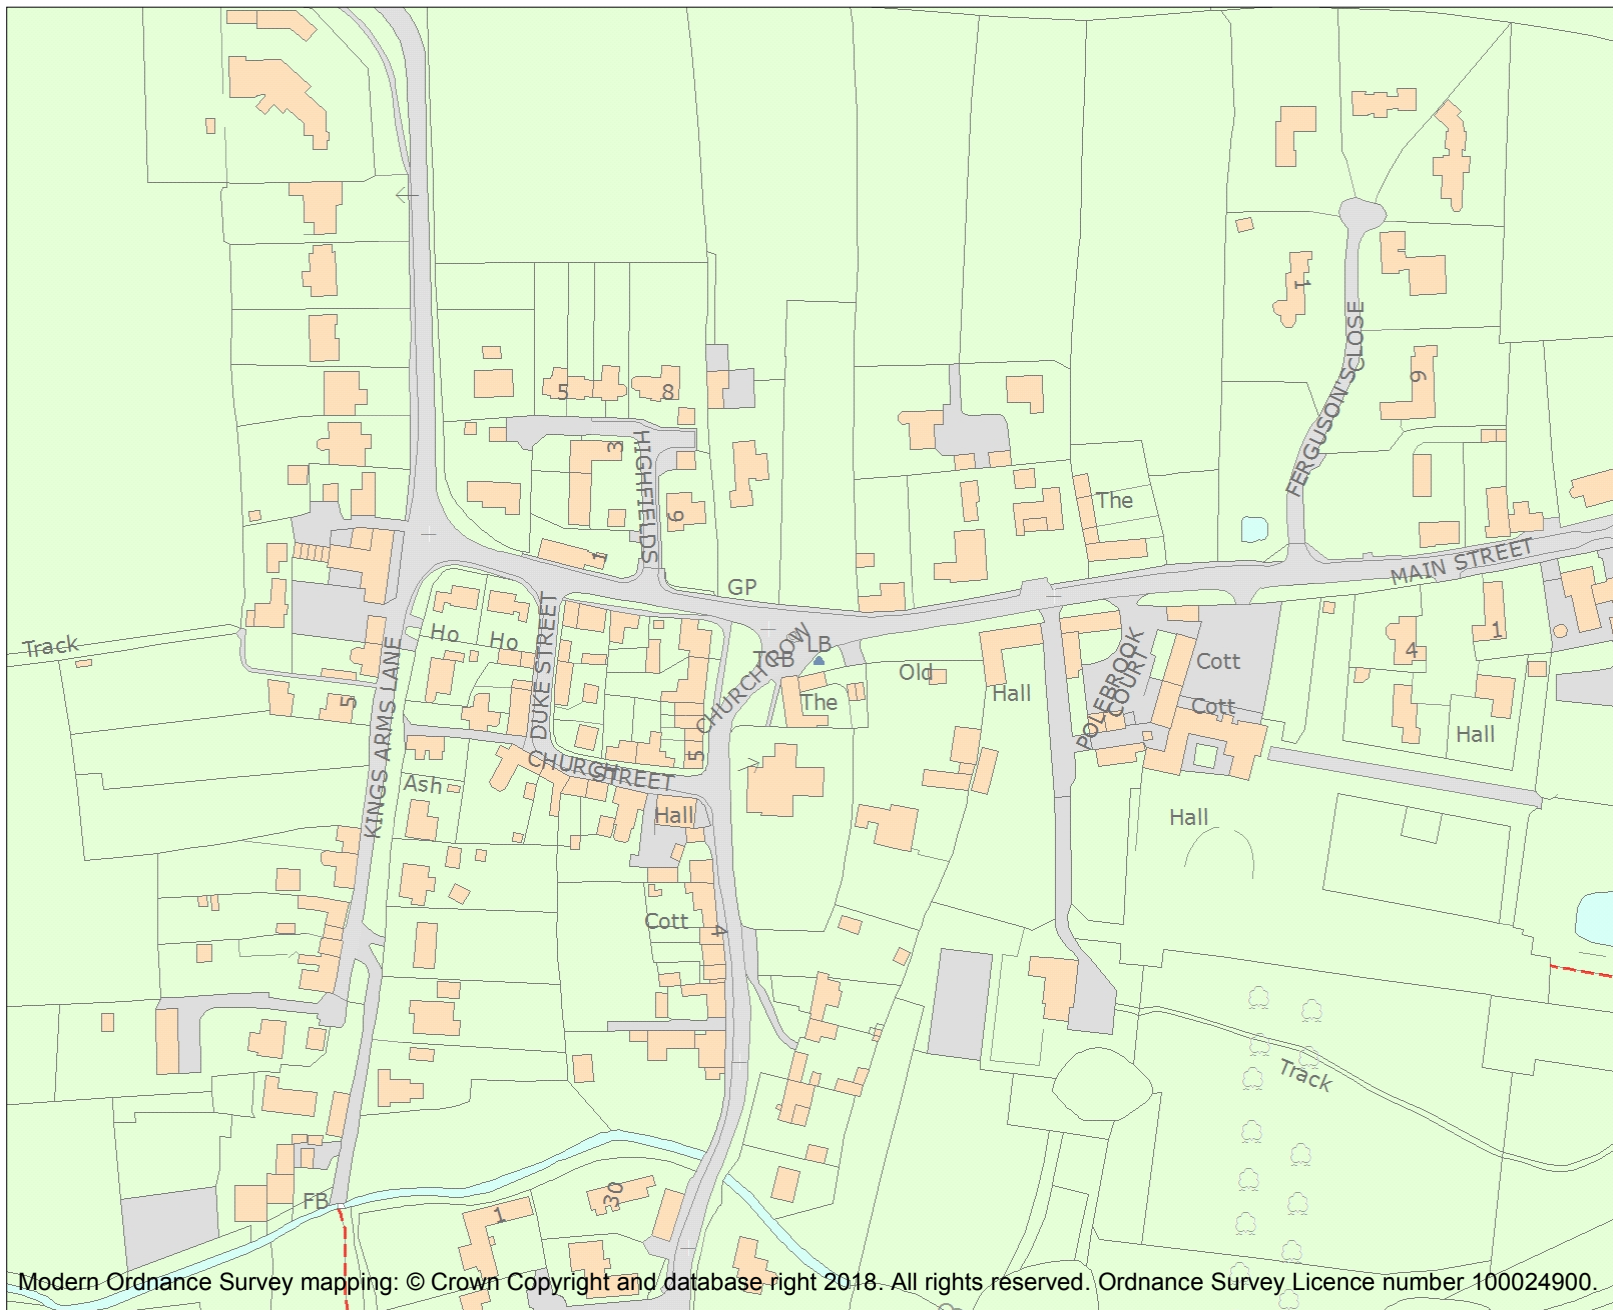 1
5
8
FERGUSON'S CLOSE
9
3
HIGHFIELDS
9
The
1
MAIN STREET
GP
Track
Ho
Ho
DUKE STREET
CHURCH ROW
LB
TCB
Old
The
Hall
POLEBROOK
COURT
Cott
Cott
4
1
Hall
5
KINGS ARMS LANE
5
CHURCH STREET
Ash
Hall
Hall
Cott
4
Track
FB
1
30
Modern Ordnance Survey mapping: © Crown Copyright and database right 2018. All rights reserved. Ordnance Survey Licence number 100024900.